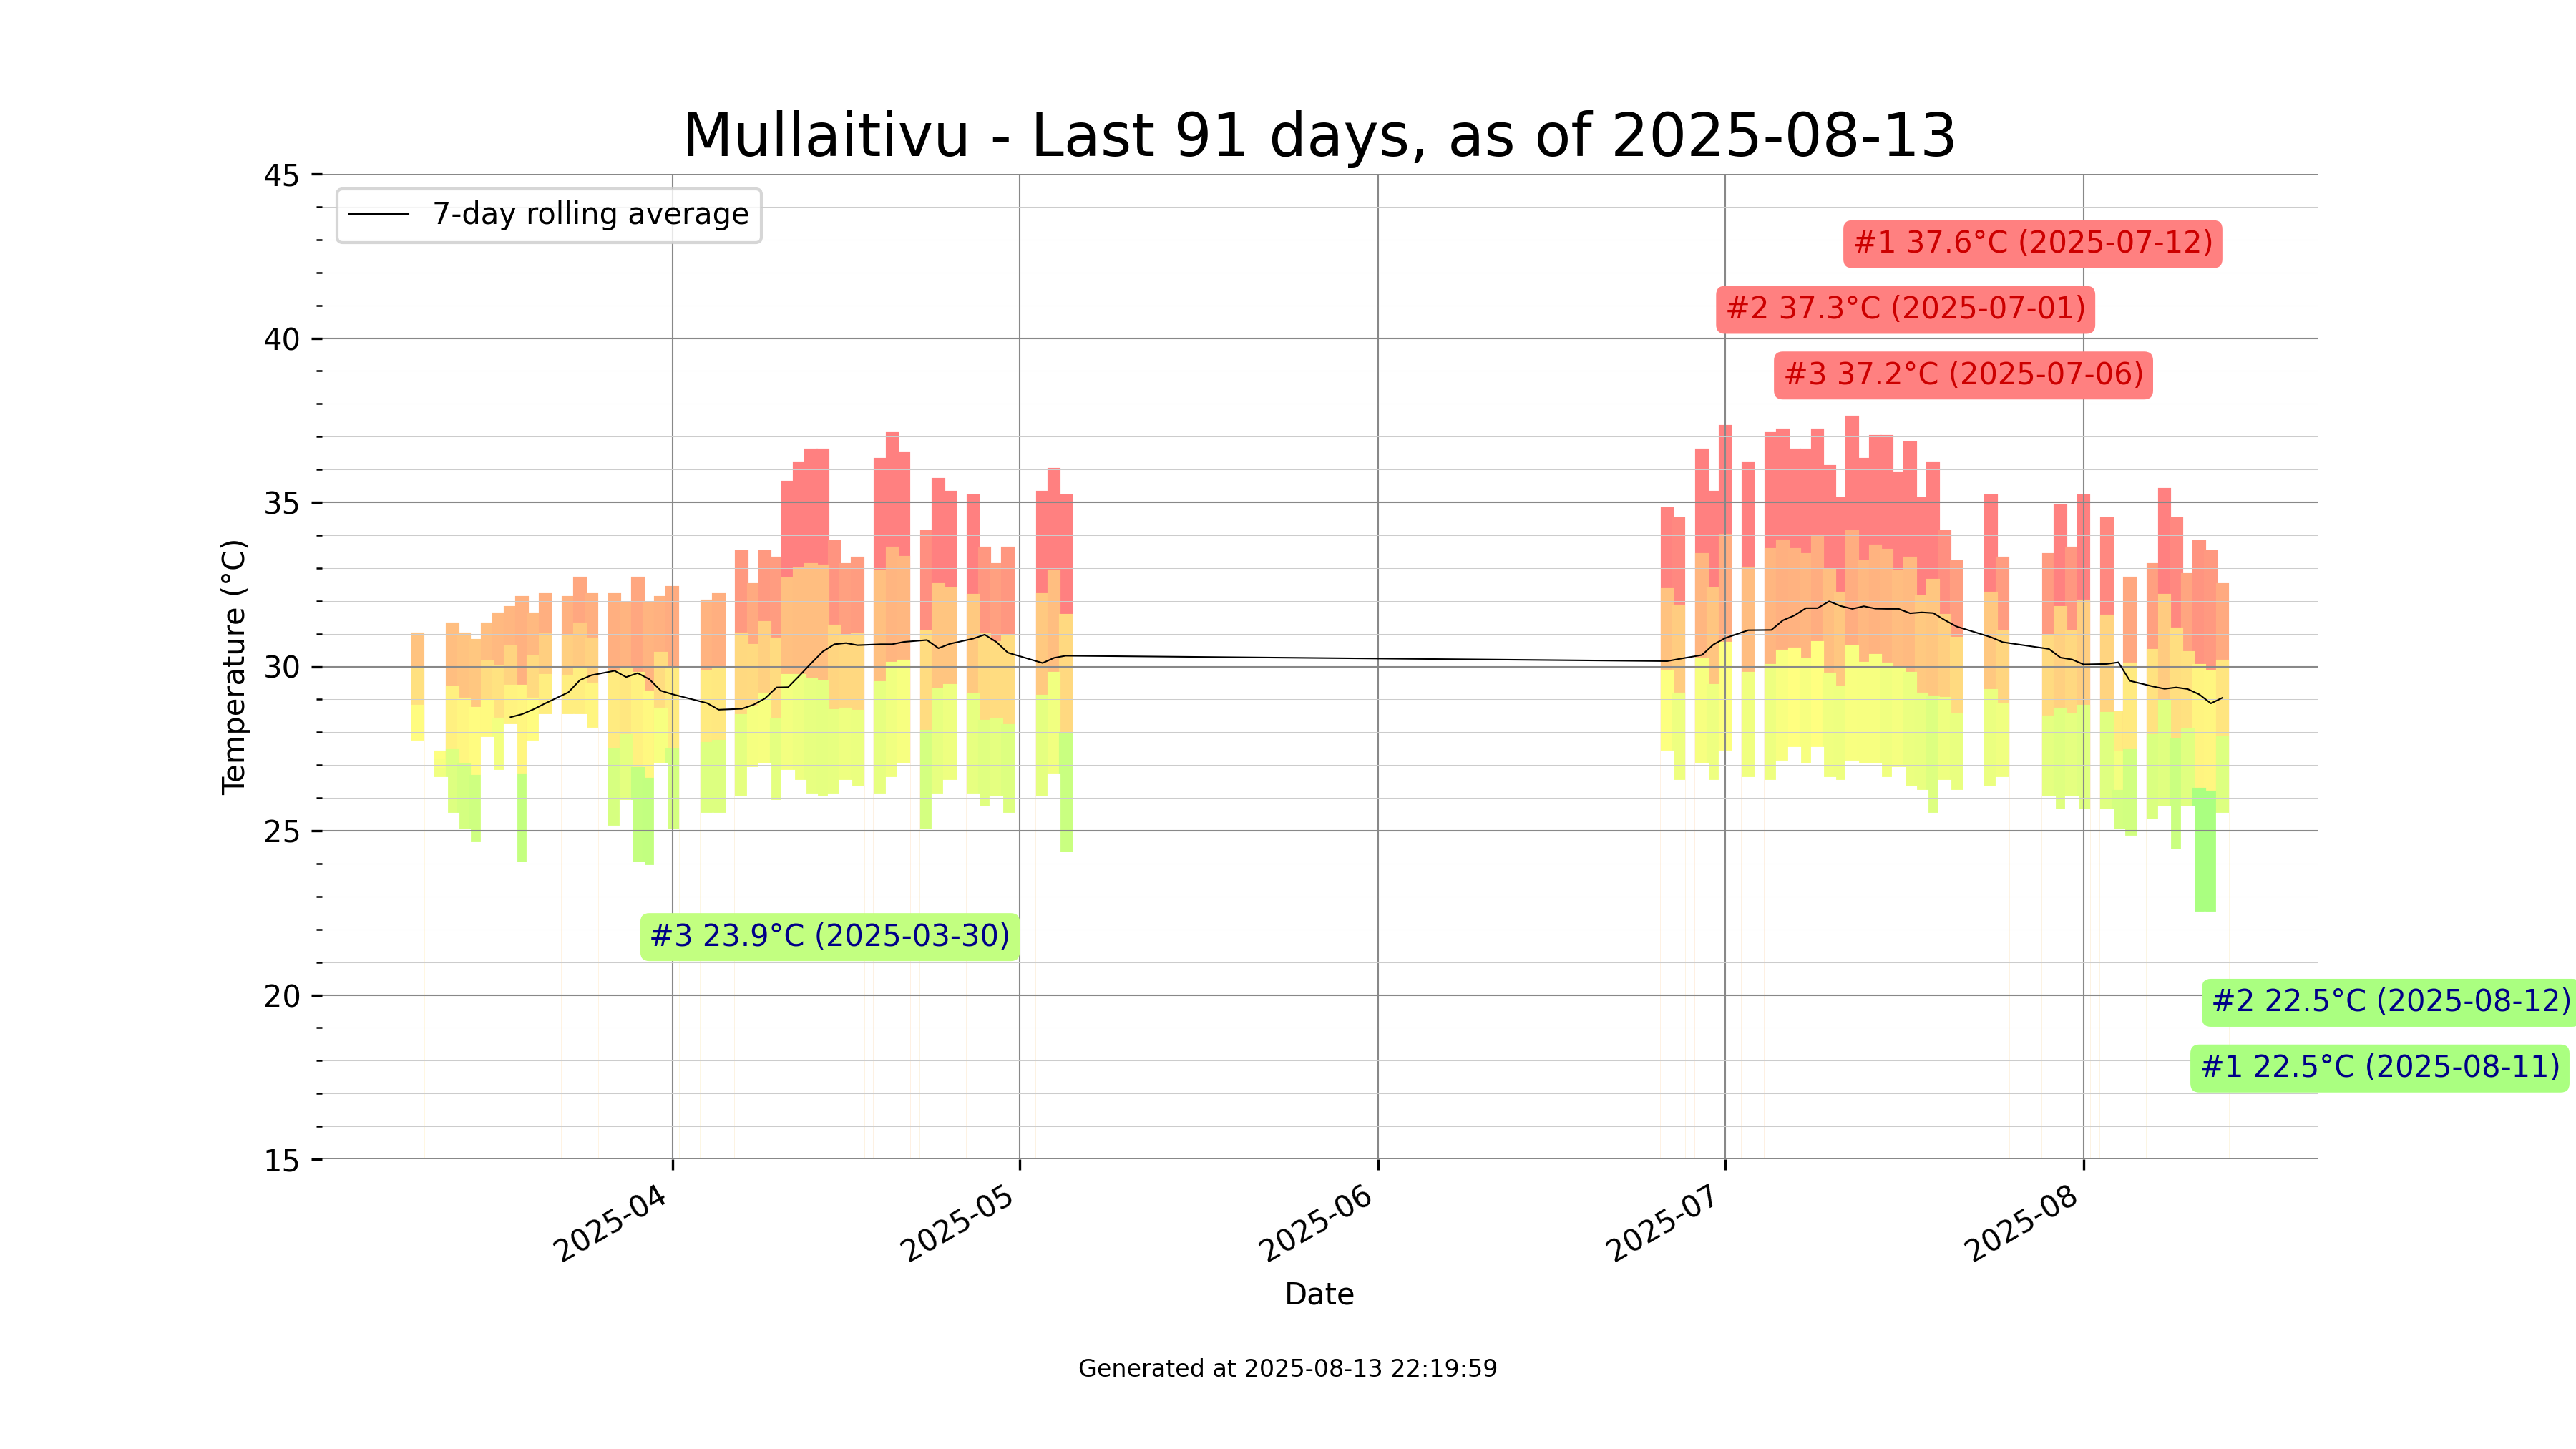 Mullaitivu - Last 91 days, as of 2025-08-13
45
40
35
30
25
20
15
Temperature (°C)
7-day rolling average
#1 37.6°C (2025-07-12)
#2 37.3°C (2025-07-01)
#3 37.2°C (2025-07-06)
#3 23.9°C (2025-03-30)
#2 22.5°C (2025-08-12)
#1 22.5°C (2025-08-11)
2025-04
2025-05
2025-06
2025-07
2025-08
Date
Generated at 2025-08-13 22:19:59